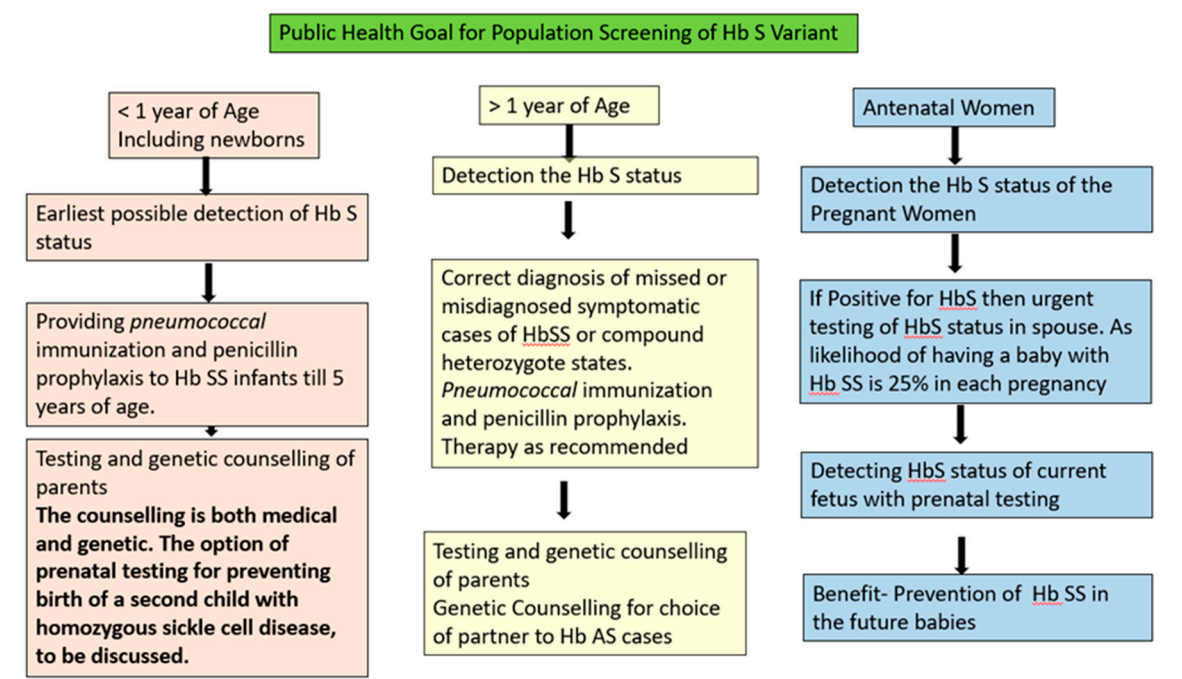 Public Health Goal for Population Screening of Hb S Variant
< 1 year of Age
Including newborns
Earliest possible detection of Hb S
status
Providing pneumococcal
immunization and penicillin
prophylaxis to Hb SS infants till 5
years of age.
Testing and genetic counselling of
parents
The counselling is both medical
and genetic. The option of
prenatal testing for preventing
birth of a second child with
homozygous sickle cell disease,
to be discussed.
> 1 year of Age
Detection the Hb S status
Correct diagnosis of missed or
misdiagnosed symptomatic
cases of HbSS or compound
heterozygote states.
Pneumococcal immunization
and penicillin prophylaxis.
Therapy as recommended
Testing and genetic counselling
of parents
Genetic Counselling for choice
of partner to Hb AS cases
Antenatal Women
Detection the Hb S status of the
Pregnant Women
If Positive for HbS then urgent
testing of HbS status in spouse. As
likelihood of having a baby with
Hb SS is 25% in each pregnancy
Detecting HbS status of current
fetus with prenatal testing
Benefit- Prevention of Hb SS in
the future babies